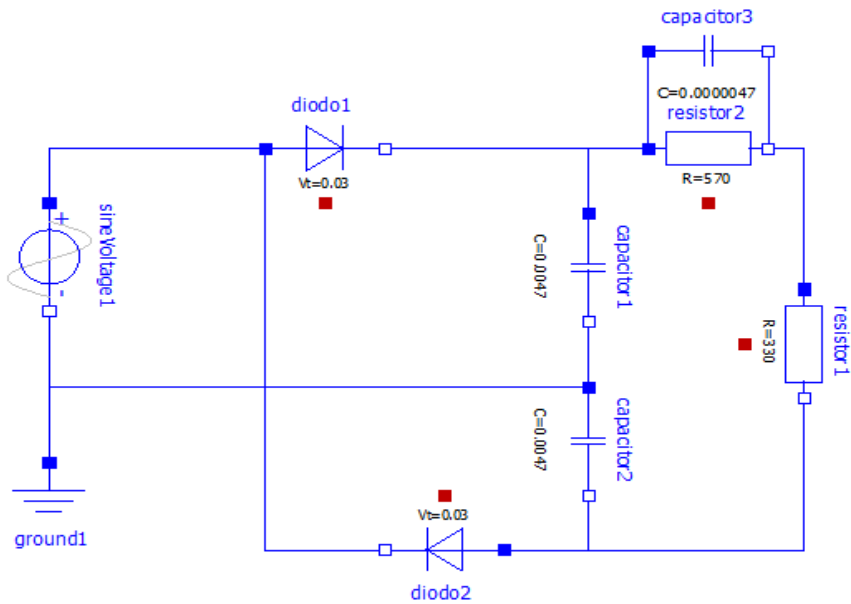 capacitor3
C=0.0000047
diodo1
resistor2
Vt=0.03
R=570
sineVoltage1
+
-
C=0.0047
capacitor1
R=330
resistor1
C=0.0047
capacitor2
Vt=0.03
ground1
diodo2